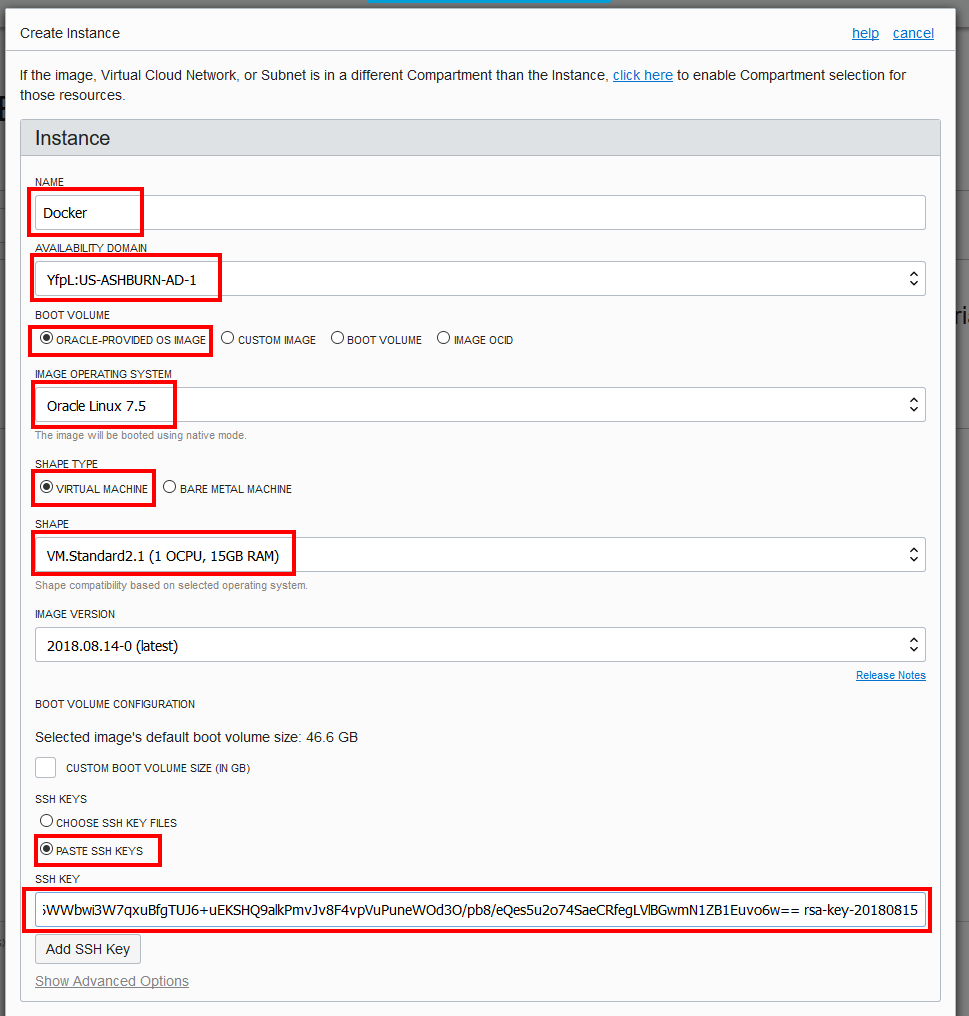 Create Instance
help cancel
If the image, Virtual Cloud Network, or Subnet is in a different Compartment than the Instance, click here to enable Compartment selection for
those resources.
Instance
NAME
Docker
AVAILABILITY DOMAIN
YfpL:US-ASHBURN-AD-1
BOOT VOLUME
ORACLE-PROVIDED OS IMAGE CUSTOM IMAGE BOOT VOLUME IMAGE OCID
IMAGE OPERATING SYSTEM
Oracle Linux 7.5
The image will be booted using native mode.
SHAPE TYPE
VIRTUAL MACHINE BARE METAL MACHINE
SHAPE
VM.Standard2.1 (1 OCPU, 15GB RAM)
Shape compatibility based on selected operating system.
IMAGE VERSION
2018.08.14-0 (latest)
Release Notes
BOOT VOLUME CONFIGURATION
Selected image's default boot volume size: 46.6 GB
CUSTOM BOOT VOLUME SIZE (IN GB)
SSH KEYS
CHOOSE SSH KEY FILES
PASTE SSH KEYS
SSH KEY
rsa-key-20180815
Add SSH Key
Show Advanced Options